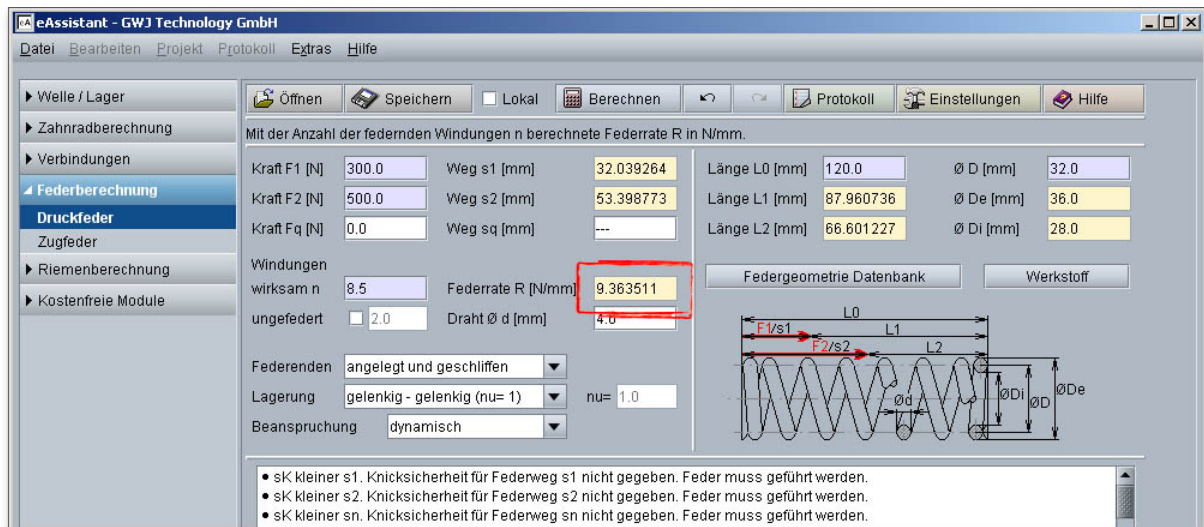 eAssistant - GWJ Technology GmbH
Datei Bearbeiten Projekt Protokoll Extras Hilfe
Welle / Lager
Zahnradberechnung
Verbindungen
Federberechnung
Druckfeder
Zugfeder
Riemenberechnung
Kostenfreie Module
Öffnen Speichern Lokal Berechnen Protokoll Einstellungen Hilfe
Mit der Anzahl der federnden Windungen n berechnete Federrate R in N/mm.
Kraft F1 [N] 300.0 Weg s1 [mm] 32.039264
Kraft F2 [N] 500.0 Weg s2 [mm] 53.398773
Kraft Fq [N] 0.0 Weg sq [mm] ---
Windungen
wirksam n 8.5 Federrate R [N/mm] 9.363511
ungefedert 2.0 Draht Ø d [mm] 4.0
Federenden angelegt und geschliffen
Lagerung gelenkig - gelenkig (nu= 1) nu= 1.0
Beanspruchung dynamisch
Länge L0 [mm] 120.0 Ø D [mm] 32.0
Länge L1 [mm] 87.960736 Ø De [mm] 36.0
Länge L2 [mm] 66.601227 Ø Di [mm] 28.0
Federgeometrie Datenbank Werkstoff
L0
F1/s1 L1
F2/s2 L2
Ød ØDi ØD ØDe
• sK kleiner s1. Knicksicherheit für Federweg s1 nicht gegeben. Feder muss geführt werden.
• sK kleiner s2. Knicksicherheit für Federweg s2 nicht gegeben. Feder muss geführt werden.
• sK kleiner sn. Knicksicherheit für Federweg sn nicht gegeben. Feder muss geführt werden.